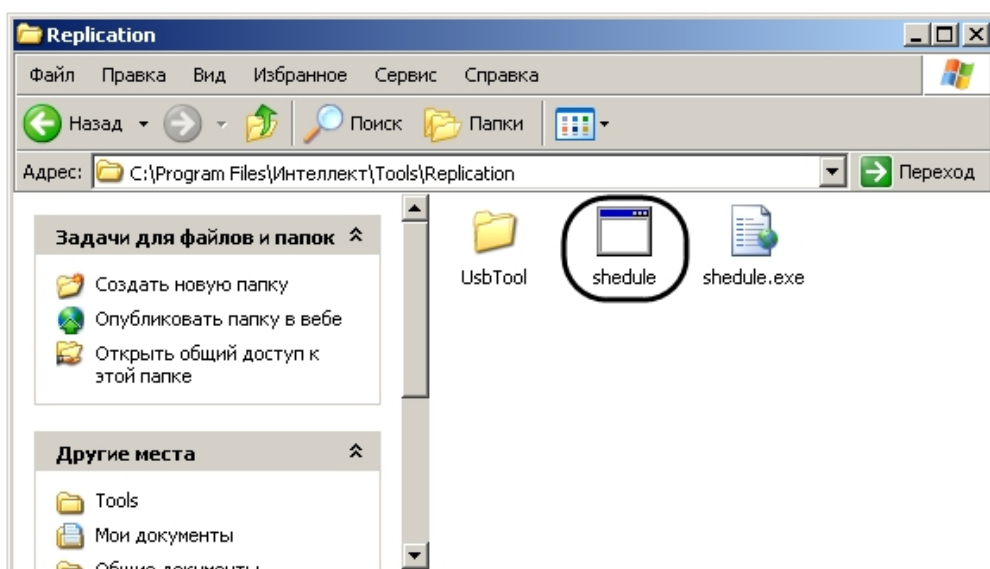 Replication
Файл Правка Вид Избранное Сервис Справка
Назад Поиск Папки
Адрес: C:\Program Files\Интеллект\Tools\Replication Переход
Задачи для файлов и папок
Создать новую папку
Опубликовать папку в вебе
Открыть общий доступ к
этой папке
Другие места
Tools
Мои документы
Общие документы
UsbTool shedule shedule.exe